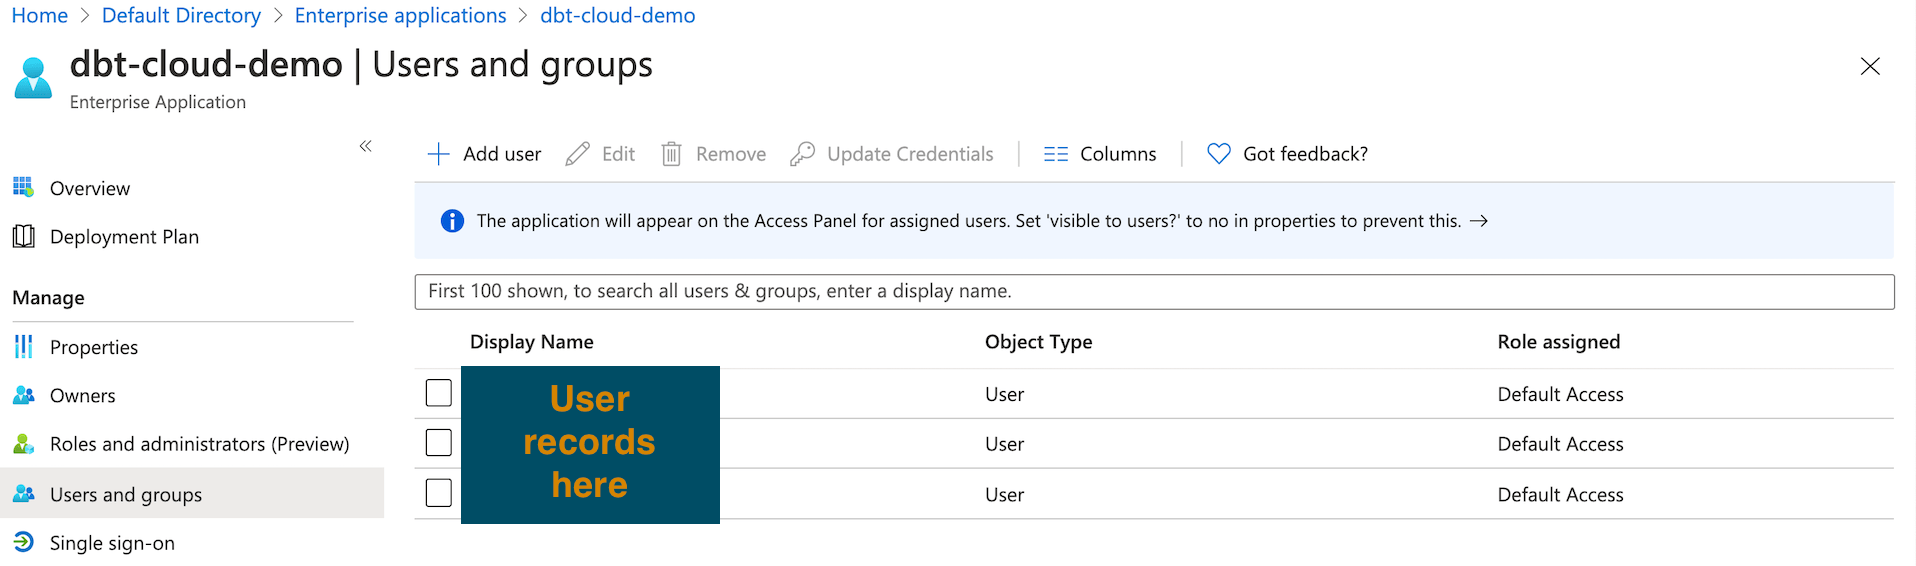 Home > Default Directory > Enterprise applications > dbt-cloud-demo
dbt-cloud-demo | Users and groups
Enterprise Application
«
Overview
Deployment Plan
Manage
Properties
Owners
Roles and administrators (Preview)
Users and groups
Single sign-on
Add user Edit Remove Update Credentials Columns Got feedback?
The application will appear on the Access Panel for assigned users. Set 'visible to users?' to no in properties to prevent this. →
First 100 shown, to search all users & groups, enter a display name.
Display Name Object Type Role assigned
User
records
here
User Default Access
User Default Access
User Default Access